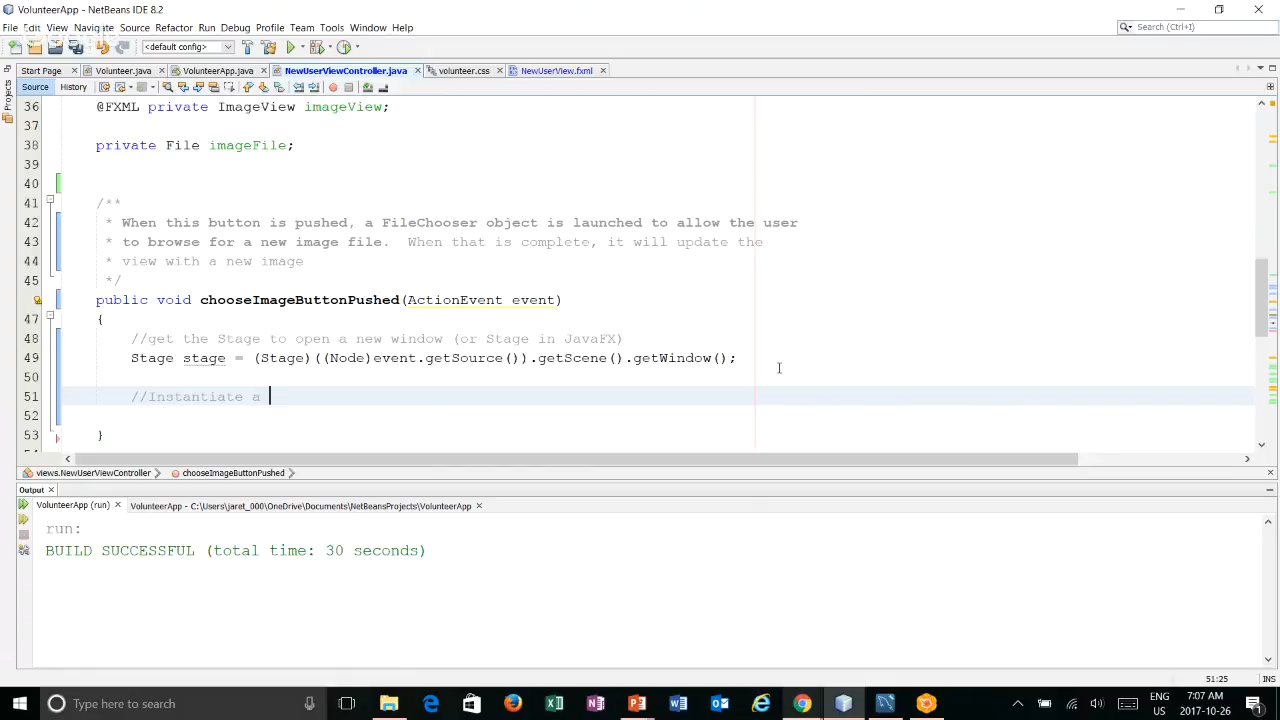 VolunteerApp - NetBeans IDE 8.2
File Edit View Navigate Source Refactor Run Debug Profile Team Tools Window Help
Search (Ctrl+I)
<default config>
Start Page Volunteer.java VolunteerApp.java NewUserViewController.java volunteer.css NewUserView.fxml
Source History
Projects
36 @FXML private ImageView imageView;
37
38 private File imageFile;
39
40
41 /**
42 * When this button is pushed, a FileChooser object is launched to allow the user
43 * to browse for a new image file. When that is complete, it will update the
44 * view with a new image
45 */
46 public void chooseImageButtonPushed(ActionEvent event)
47 {
48 //get the Stage to open a new window (or Stage in JavaFX)
49 Stage stage = (Stage)((Node)event.getSource()).getScene().getWindow();
50
51 //Instantiate a
52
53 }
views.NewUserViewController chooseImageButtonPushed
Output
VolunteerApp (run) VolunteerApp - C:\Users\jaret_000\OneDrive\Documents\NetBeansProjects\VolunteerApp
run:
BUILD SUCCESSFUL (total time: 30 seconds)
51:25 INS
Type here to search
ENG
US
7:07 AM
2017-10-26